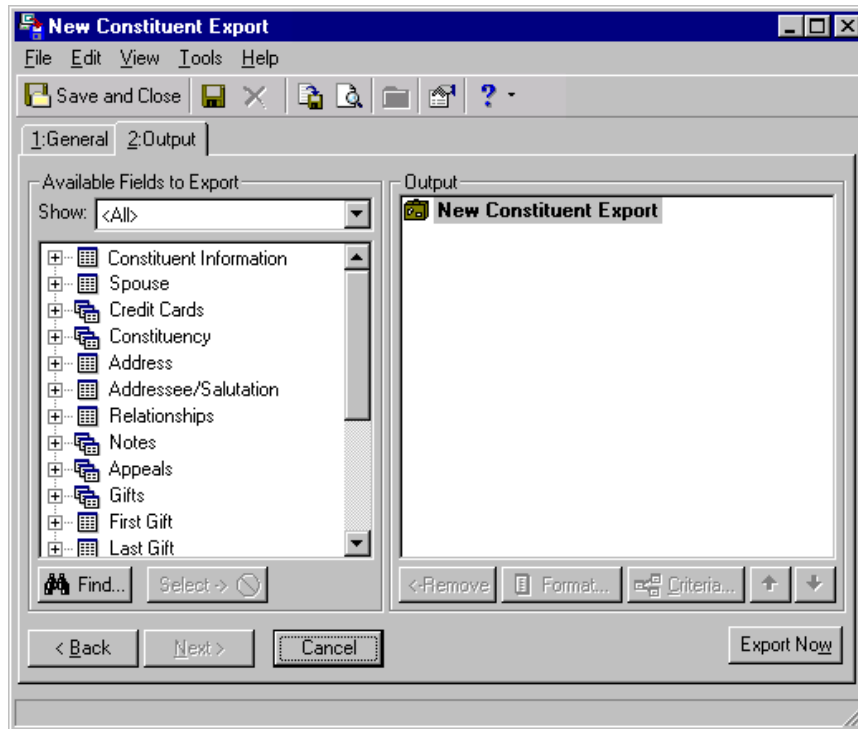 New Constituent Export
File Edit View Tools Help
Save and Close ?
1:General 2:Output
Available Fields to Export
Show: <All>
Constituent Information
Spouse
Credit Cards
Constituency
Address
Addressee/Salutation
Relationships
Notes
Appeals
Gifts
First Gift
Last Gift
Find... Select ->
Output
New Constituent Export
<-Remove Format... Criteria...
< Back Next > Cancel Export Now